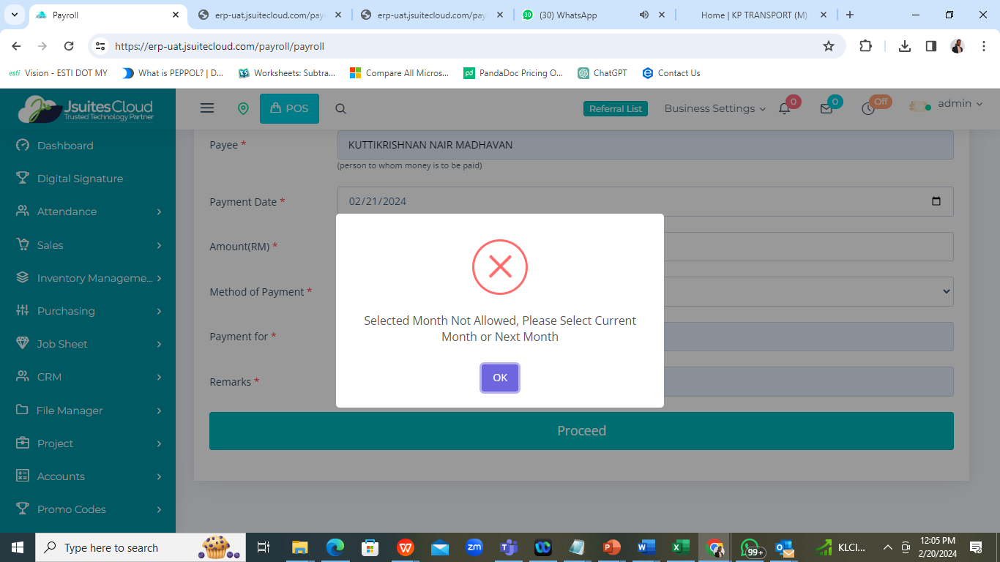 Payroll
erp-uat.jsuitecloud.com/pay
erp-uat.jsuitecloud.com/pay
30
(30) WhatsApp
Home | KP TRANSPORT (M)
https://erp-uat.jsuitecloud.com/payroll/payroll
esti
Vision - ESTI DOT MY
What is PEPPOL? | D...
Worksheets: Subtra...
Compare All Micros...
pd
PandaDoc Pricing O...
ChatGPT
Contact Us
JsuitesCloud
Trusted Technology Partner
POS
Referral List
Business Settings
0
0
Off
admin
Dashboard
Digital Signature
Attendance
Sales
Inventory Manageme...
Purchasing
Job Sheet
CRM
File Manager
Project
Accounts
Promo Codes
Payee *
KUTTIKRISHNAN NAIR MADHAVAN
(person to whom money is to be paid)
Payment Date *
02/21/2024
Amount(RM) *
Method of Payment *
Payment for *
Remarks *
Selected Month Not Allowed, Please Select Current
Month or Next Month
OK
Proceed
Type here to search
zm
99+
KLCI...
12:05 PM
2/20/2024